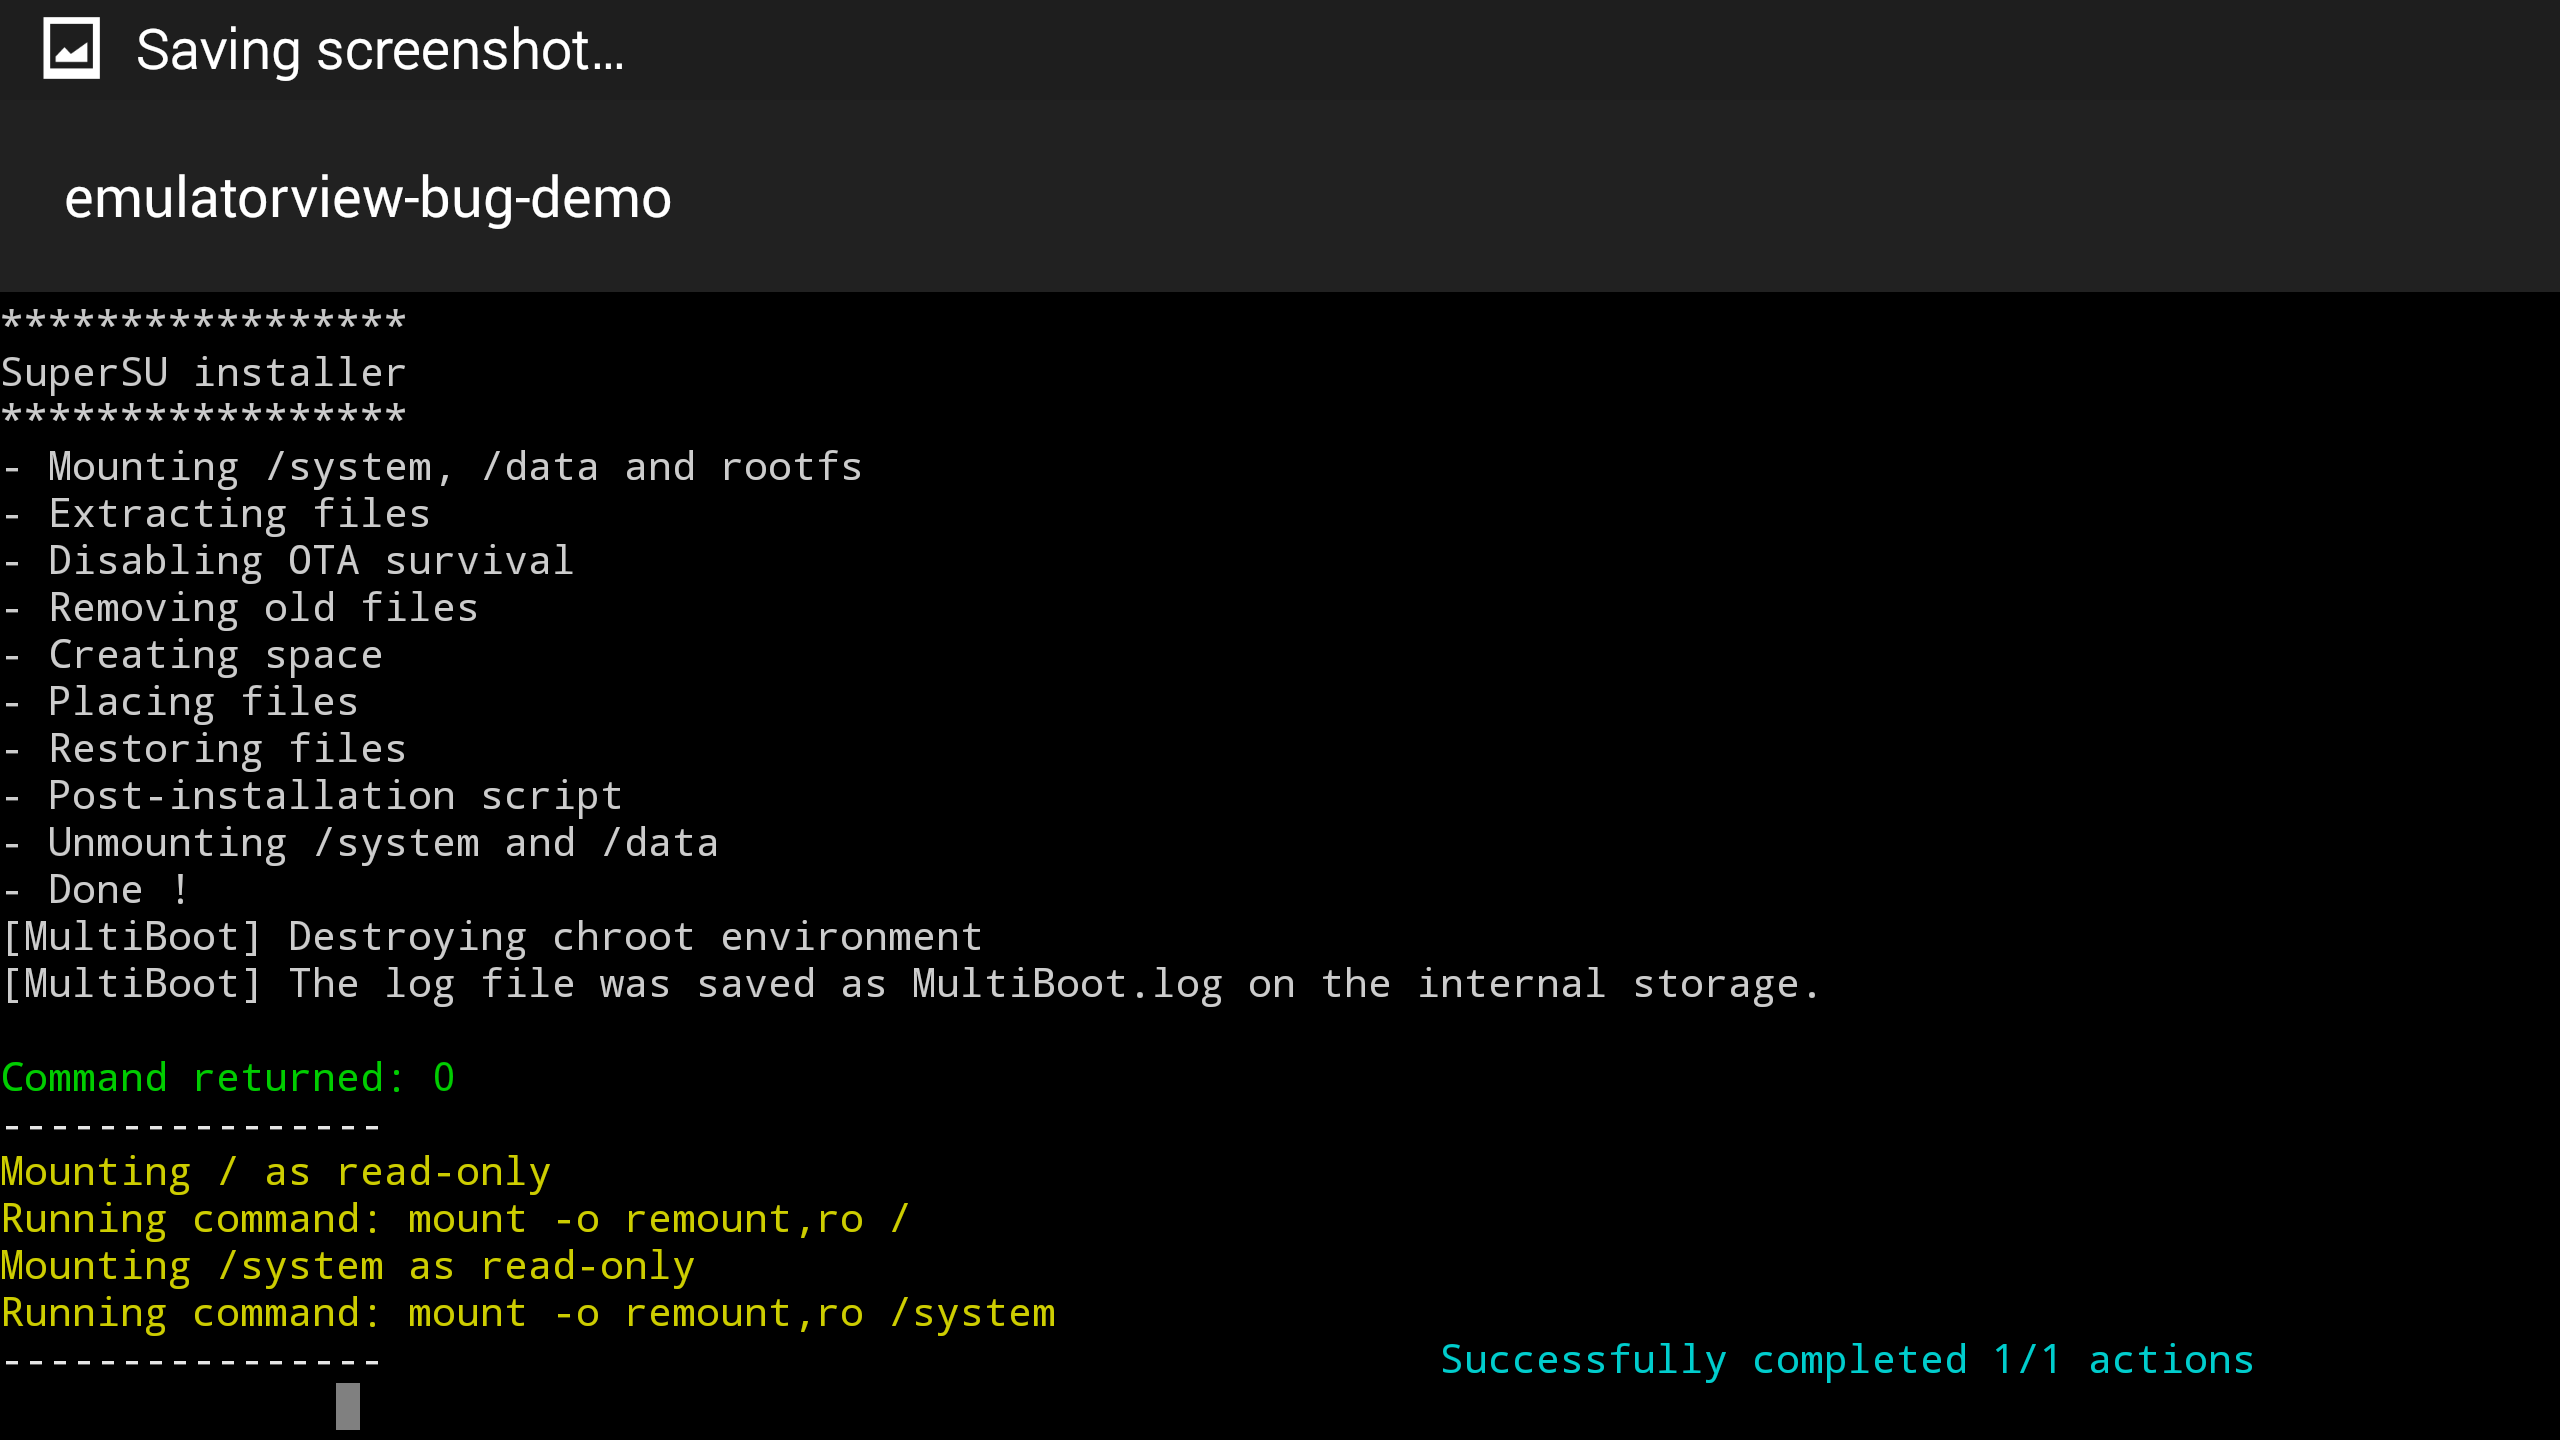 Saving screenshot...
emulatorview-bug-demo
*****************
SuperSU installer
*****************
- Mounting /system, /data and rootfs
- Extracting files
- Disabling OTA survival
- Removing old files
- Creating space
- Placing files
- Restoring files
- Post-installation script
- Unmounting /system and /data
- Done !
[MultiBoot] Destroying chroot environment
[MultiBoot] The log file was saved as MultiBoot.log on the internal storage.
Command returned: 0
----------------
Mounting / as read-only
Running command: mount -o remount,ro /
Mounting /system as read-only
Running command: mount -o remount,ro /system
---------------- Successfully completed 1/1 actions